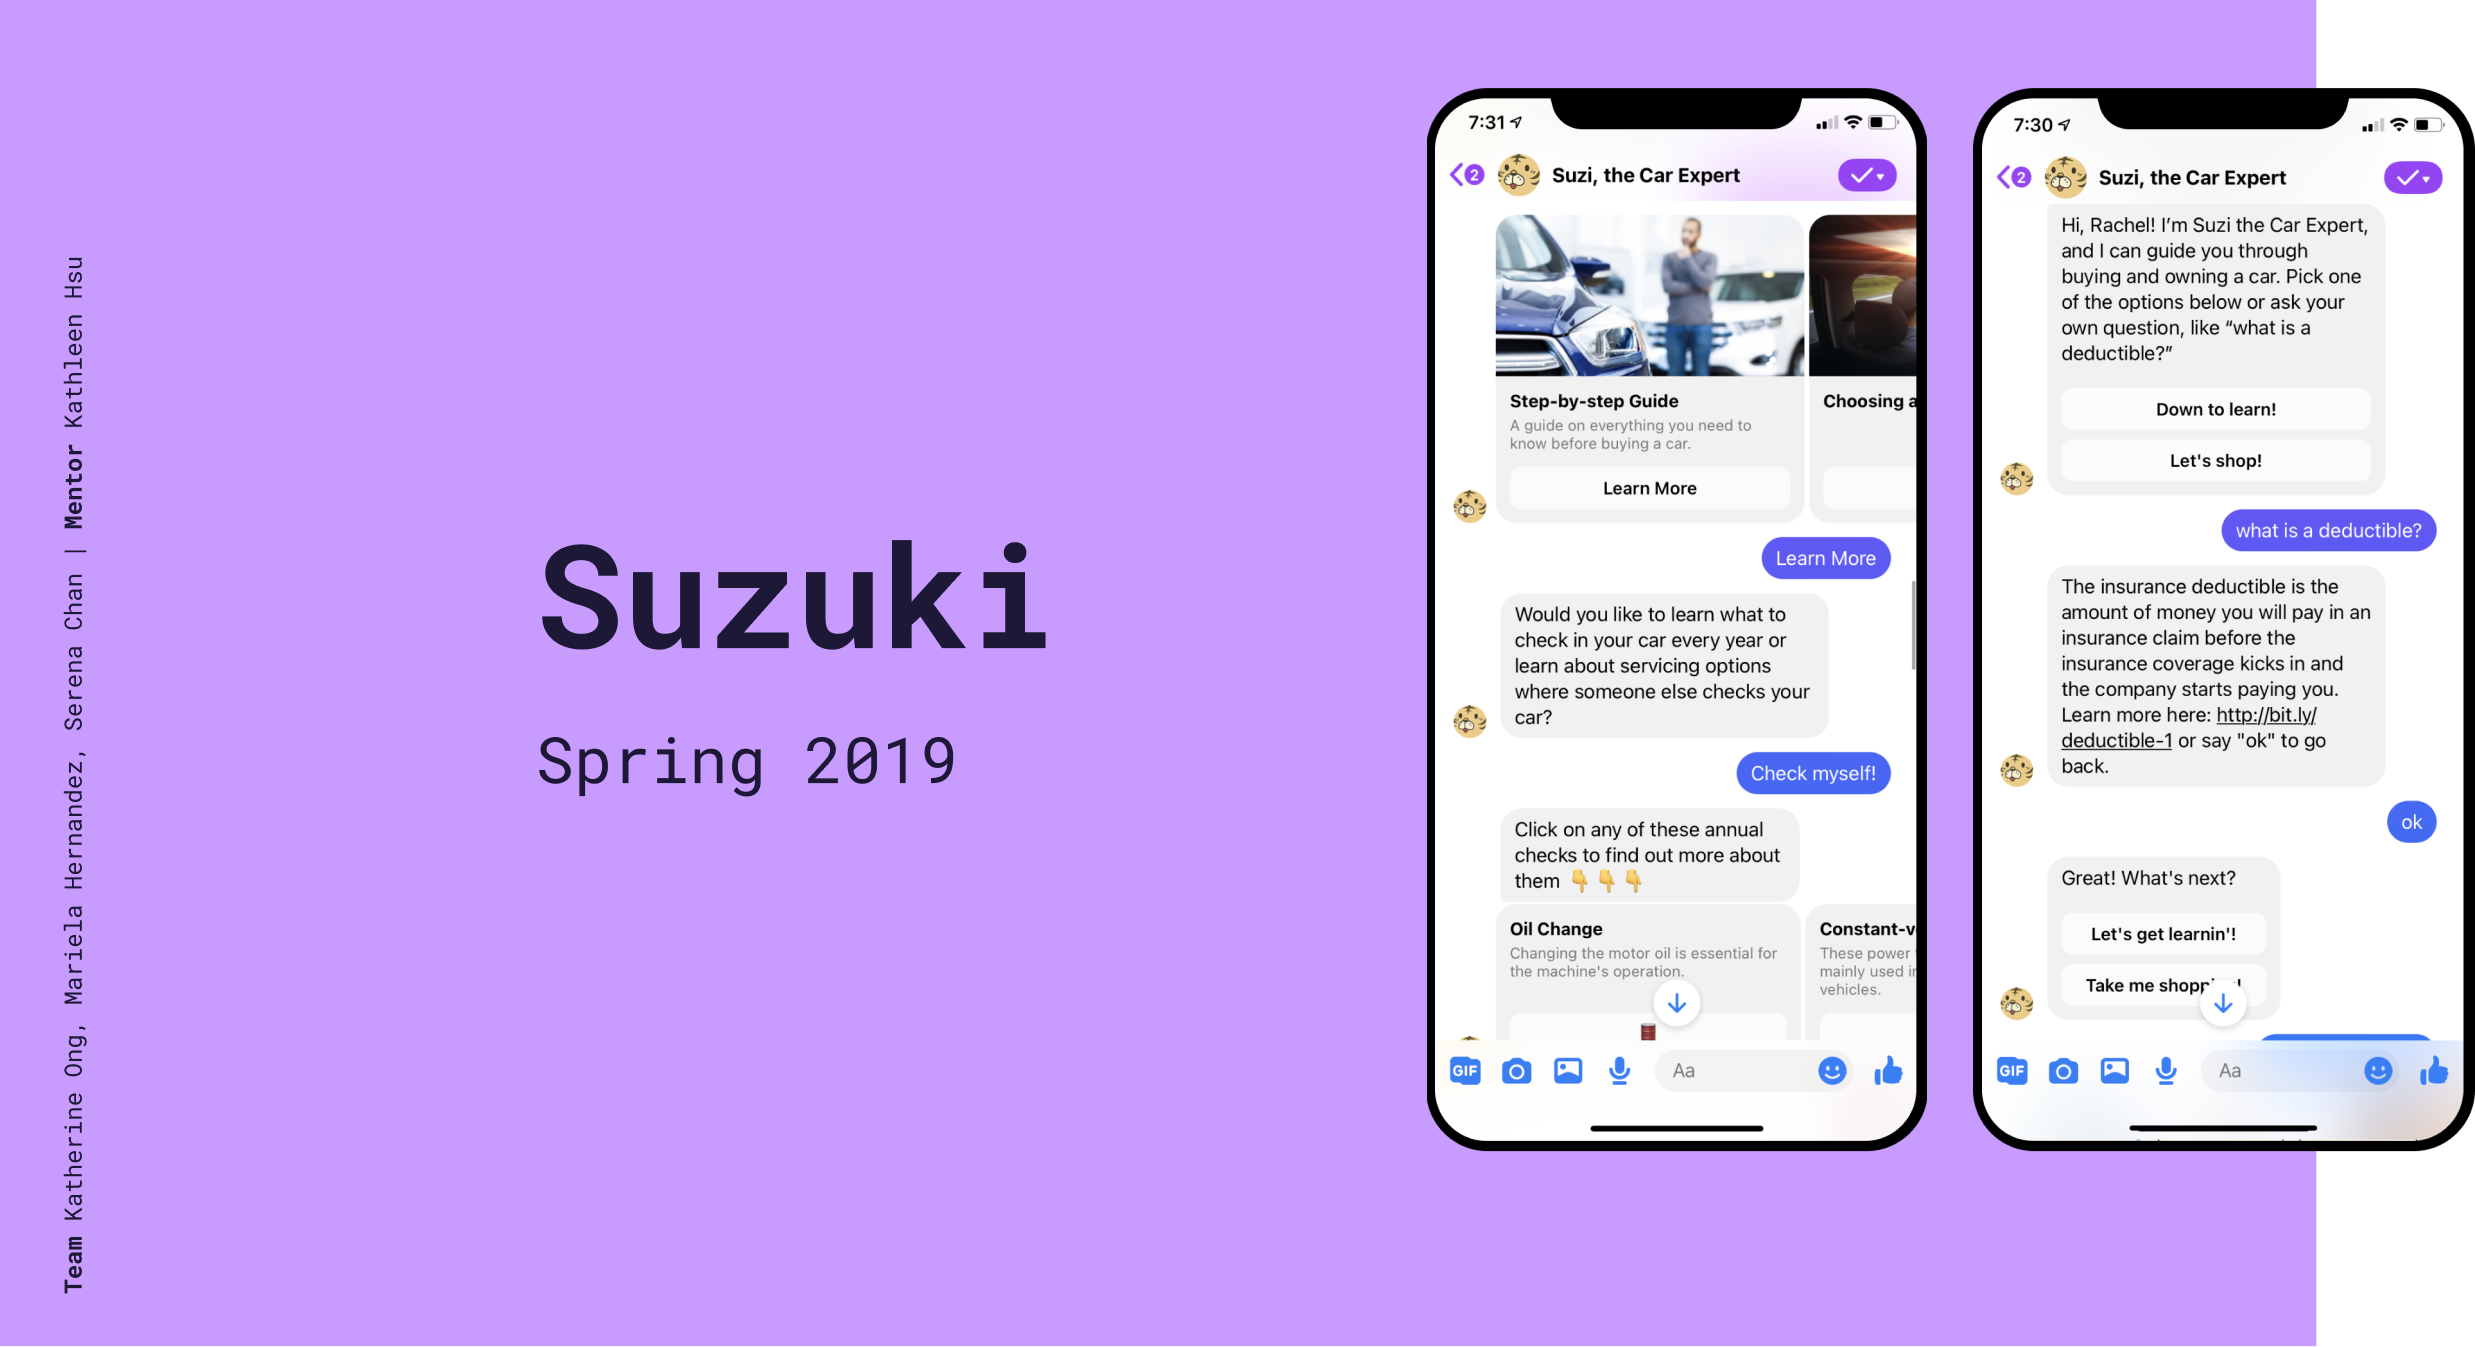 Team Katherine Ong, Mariela Hernandez, Serena Chan | Mentor Kathleen Hsu
Suzuki
Spring 2019
7:31
2
Suzi, the Car Expert
Step-by-step Guide
A guide on everything you need to
know before buying a car.
Learn More
Choosing a
Learn More
Would you like to learn what to
check in your car every year or
learn about servicing options
where someone else checks your
car?
Check myself!
Click on any of these annual
checks to find out more about
them 👇 👇 👇
Oil Change
Changing the motor oil is essential for
the machine's operation.
Constant-v
These power
mainly used in
vehicles.
GIF
Aa
7:30
2
Suzi, the Car Expert
Hi, Rachel! I’m Suzi the Car Expert,
and I can guide you through
buying and owning a car. Pick one
of the options below or ask your
own question, like “what is a
deductible?”
Down to learn!
Let's shop!
what is a deductible?
The insurance deductible is the
amount of money you will pay in an
insurance claim before the
insurance coverage kicks in and
the company starts paying you.
Learn more here: http://bit.ly/
deductible-1 or say "ok" to go
back.
ok
Great! What's next?
Let's get learnin'!
Take me shopp
GIF
Aa